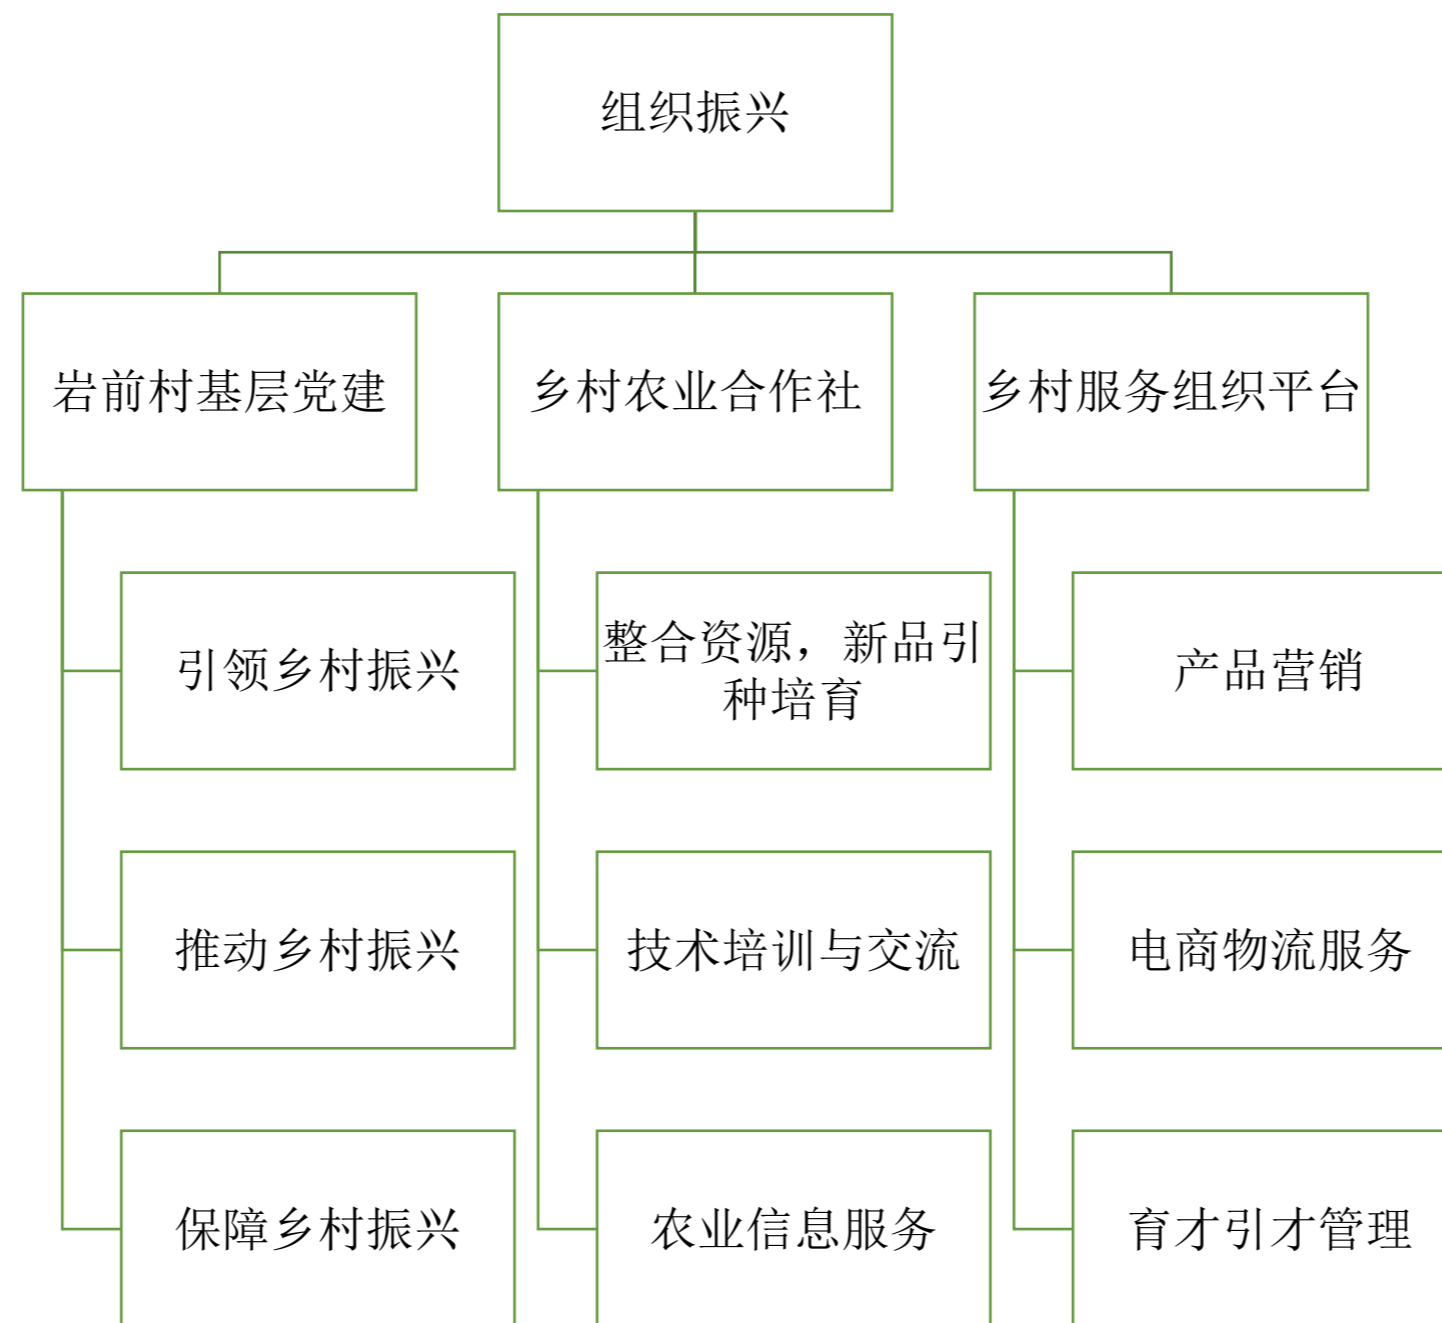 组织振兴
岩前村基层党建
乡村农业合作社
乡村服务组织平台
引领乡村振兴
整合资源，新品引
种培育
产品营销
推动乡村振兴
技术培训与交流
电商物流服务
保障乡村振兴
农业信息服务
育才引才管理